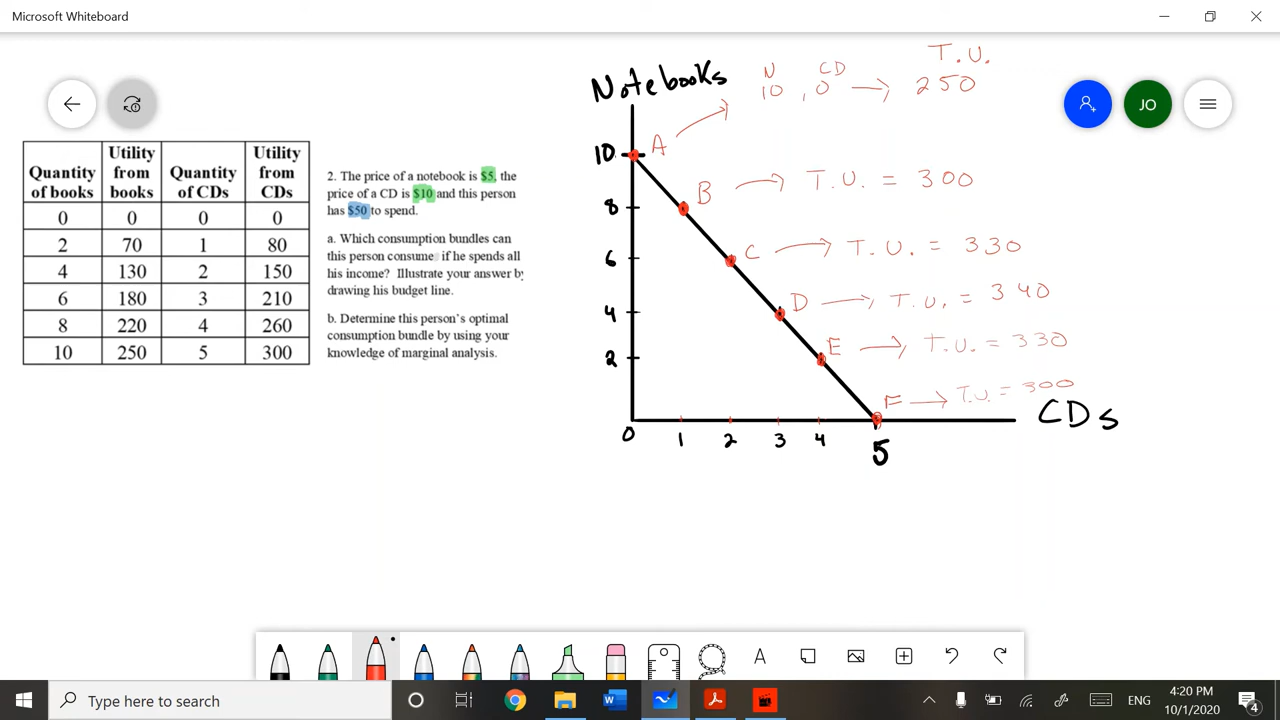 Microsoft Whiteboard
JO
Quantity of books | Utility from books | Quantity of CDs | Utility from CDs
0 | 0 | 0 | 0
2 | 70 | 1 | 80
4 | 130 | 2 | 150
6 | 180 | 3 | 210
8 | 220 | 4 | 260
10 | 250 | 5 | 300
2. The price of a notebook is $5, the
price of a CD is $10 and this person
has $50 to spend.
a. Which consumption bundles can
this person consume if he spends all
his income? Illustrate your answer by
drawing his budget line.
b. Determine this person's optimal
consumption bundle by using your
knowledge of marginal analysis.
Notebooks
T.U.
N CD
10 , 0 → 250
10 A
8 B → T.U. = 300
6 C → T.U. = 330
4 D → T.U. = 340
2 E → T.U. = 330
F → T.U. = 300
CDs
0 1 2 3 4 5
A
Type here to search
ENG
4:20 PM
10/1/2020
4